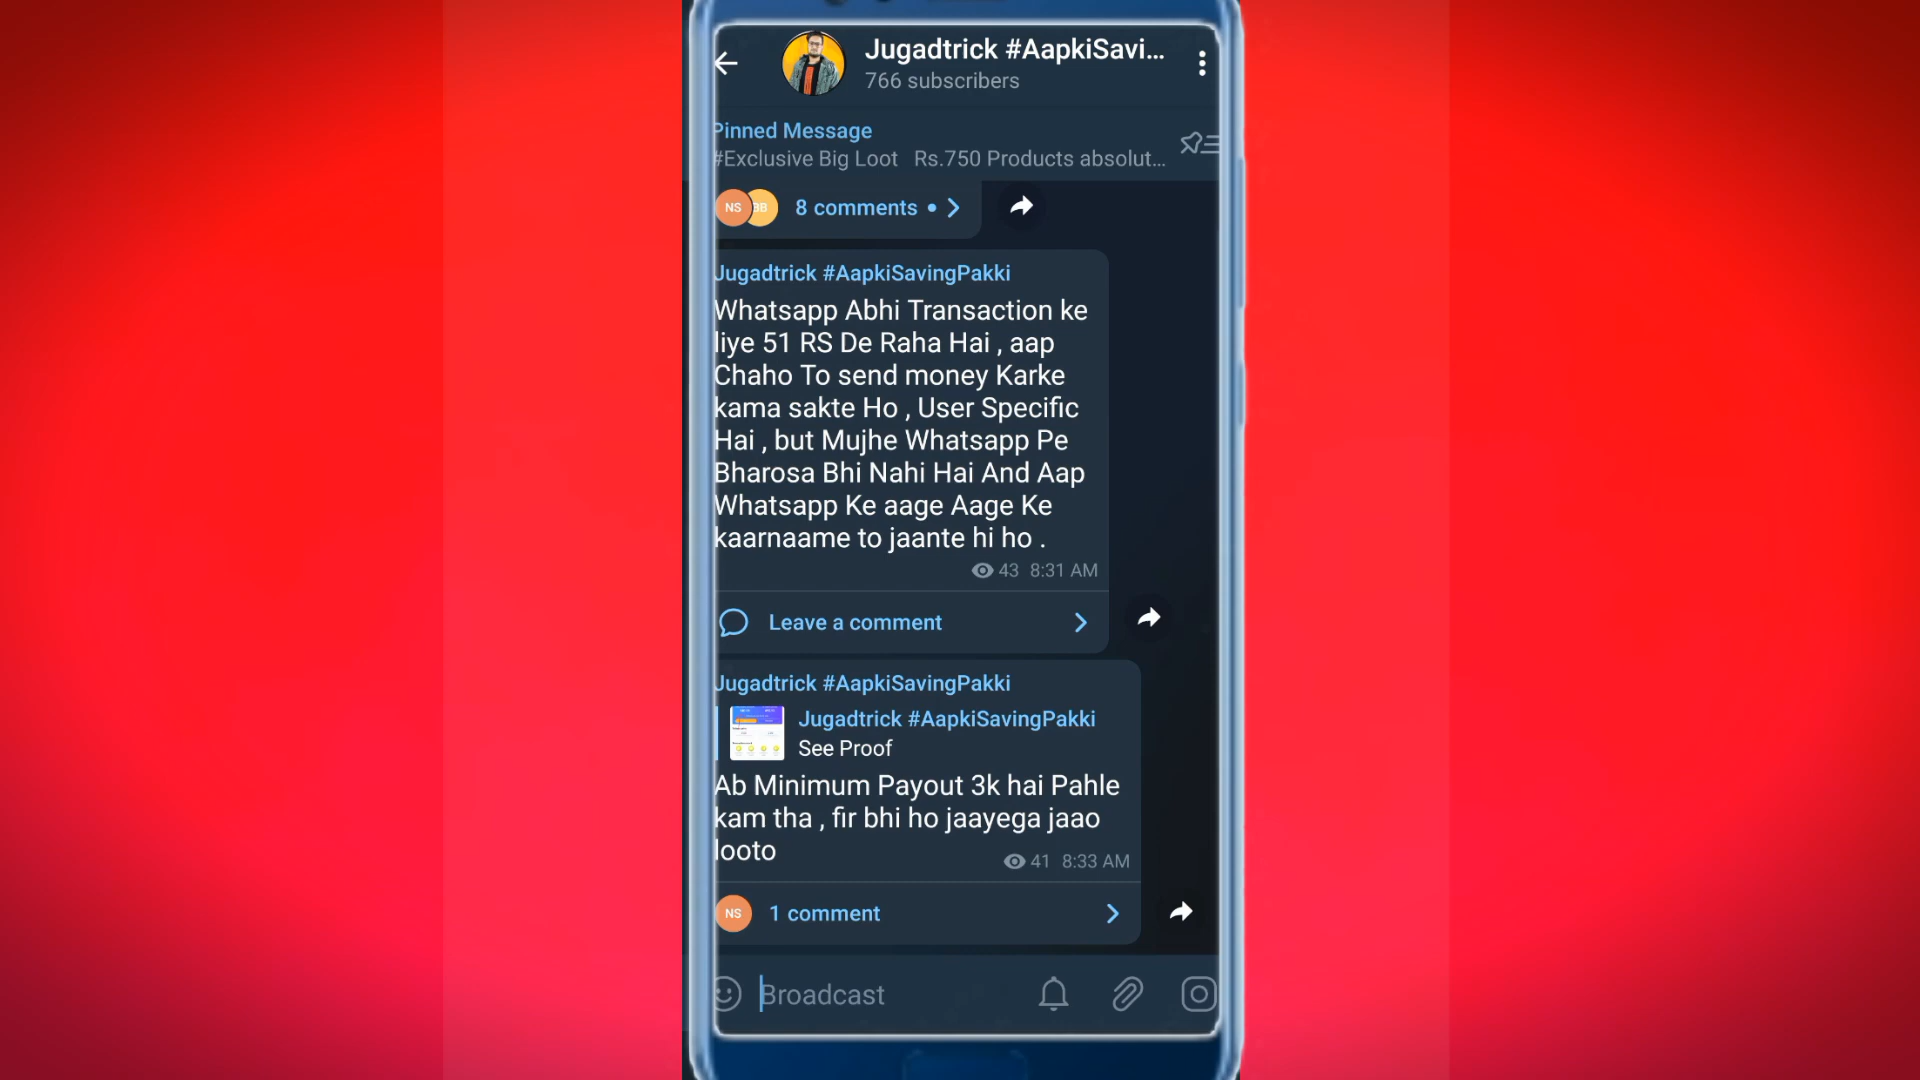 Jugadtrick #AapkiSavi...
766 subscribers
Pinned Message
#Exclusive Big Loot Rs.750 Products absolut...
NS BB 8 comments
Jugadtrick #AapkiSavingPakki
Whatsapp Abhi Transaction ke
liye 51 RS De Raha Hai , aap
Chaho To send money Karke
kama sakte Ho , User Specific
Hai , but Mujhe Whatsapp Pe
Bharosa Bhi Nahi Hai And Aap
Whatsapp Ke aage Aage Ke
kaarnaame to jaante hi ho .
43 8:31 AM
Leave a comment
Jugadtrick #AapkiSavingPakki
Jugadtrick #AapkiSavingPakki
See Proof
Ab Minimum Payout 3k hai Pahle
kam tha , fir bhi ho jaayega jaao
looto
41 8:33 AM
NS 1 comment
Broadcast